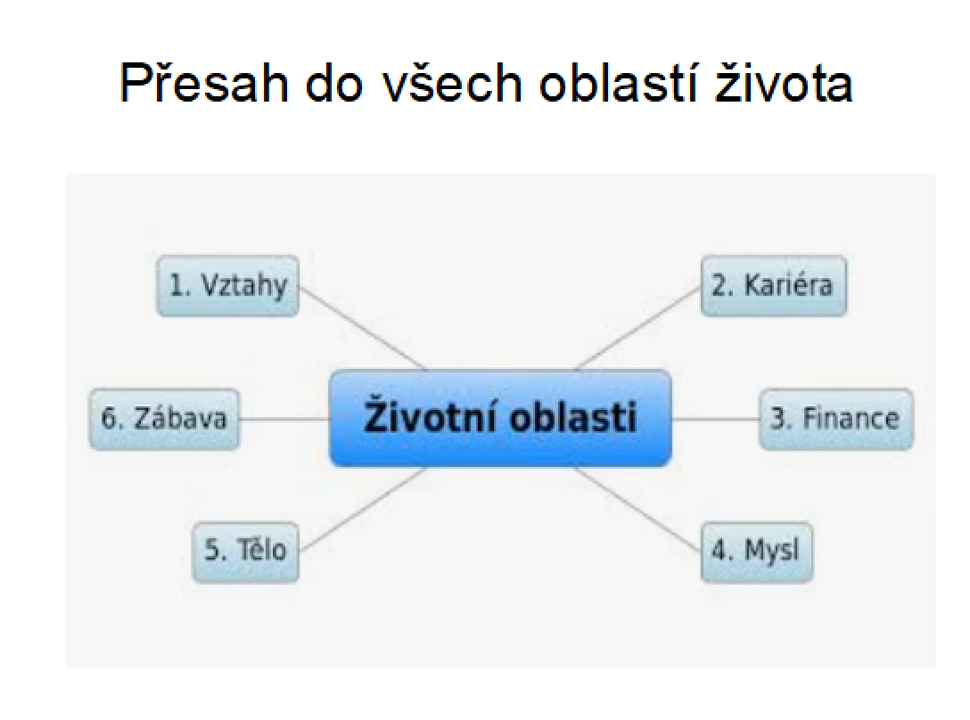 Přesah do všech oblastí života
1. Vztahy
2. Kariéra
6. Zábava
Životní oblasti
3. Finance
5. Tělo
4. Mysl